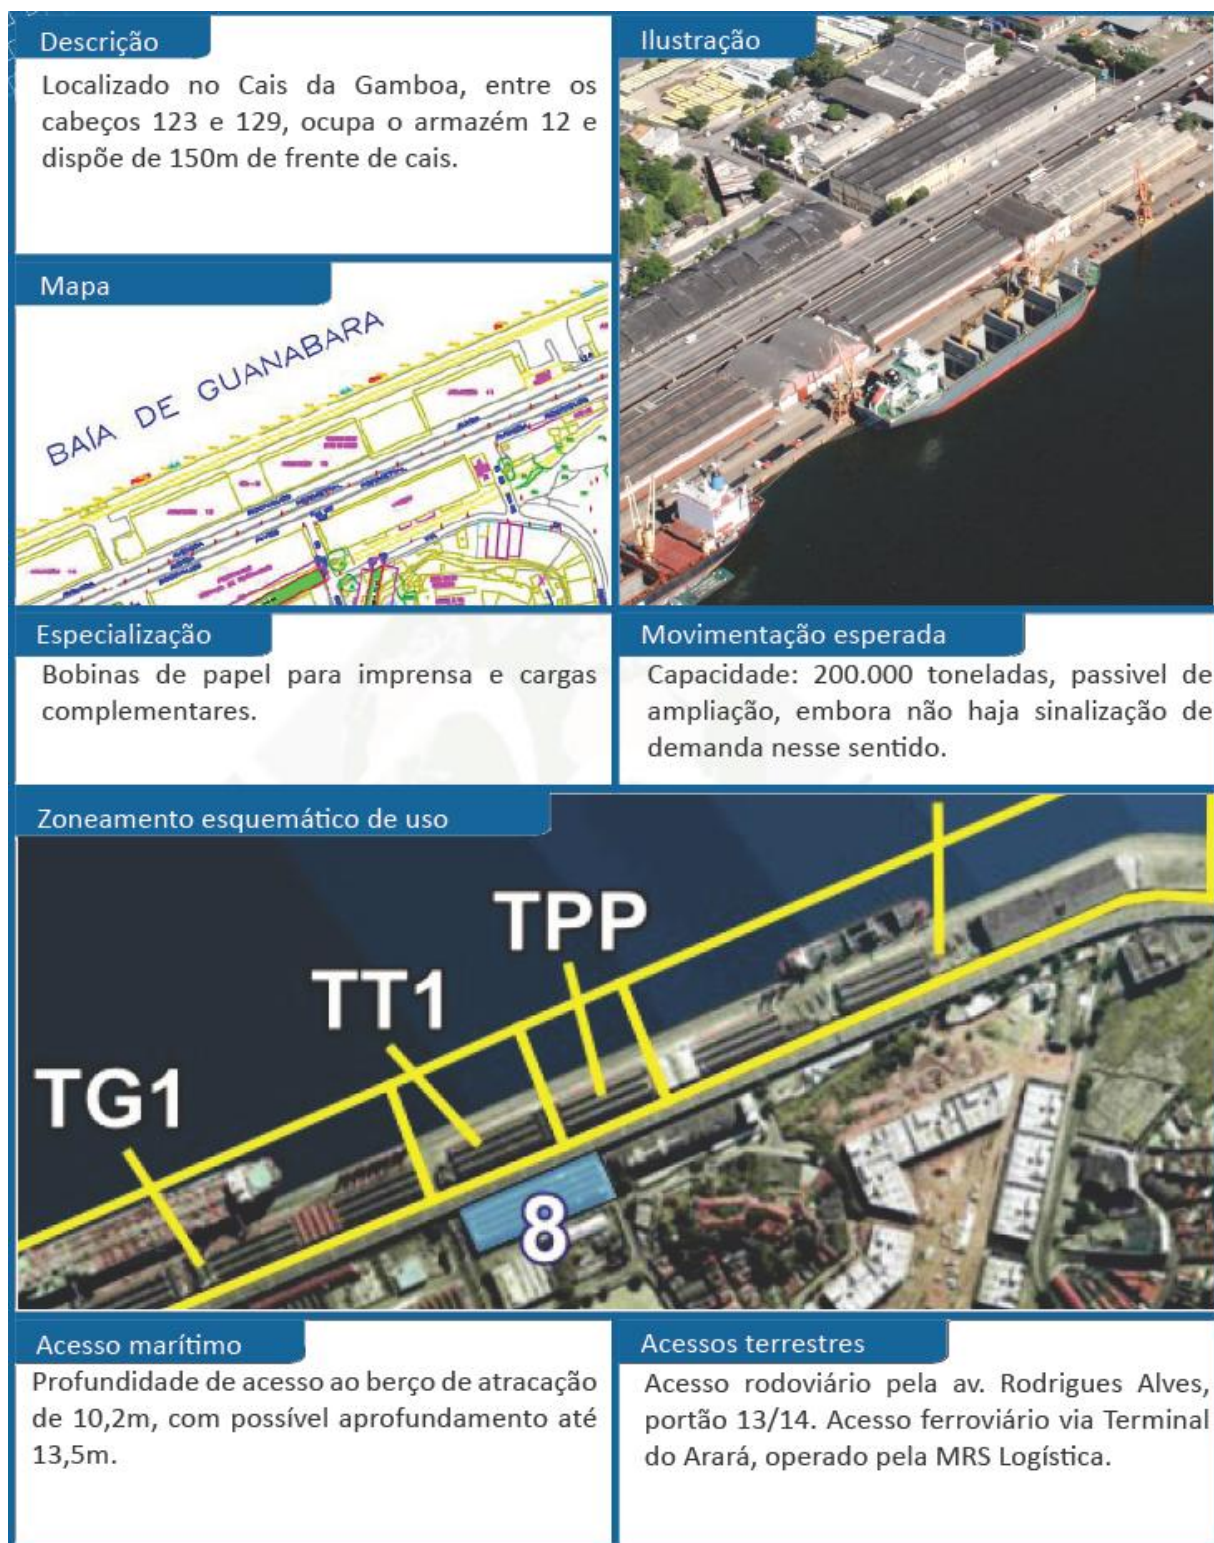 Descrição
Localizado no Cais da Gamboa, entre os
cabeços 123 e 129, ocupa o armazém 12 e
dispõe de 150m de frente de cais.
Ilustração
Mapa
BAÍA DE GUANABARA
Especialização
Bobinas de papel para imprensa e cargas
complementares.
Movimentação esperada
Capacidade: 200.000 toneladas, passivel de
ampliação, embora não haja sinalização de
demanda nesse sentido.
Zoneamento esquemático de uso
TPP
TT1
TG1
8
Acesso marítimo
Profundidade de acesso ao berço de atracação
de 10,2m, com possível aprofundamento até
13,5m.
Acessos terrestres
Acesso rodoviário pela av. Rodrigues Alves,
portão 13/14. Acesso ferroviário via Terminal
do Arará, operado pela MRS Logística.